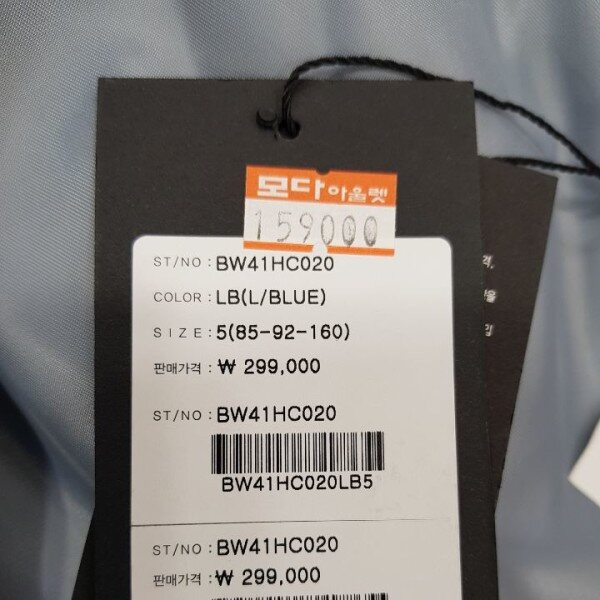 모다아울렛
159000
ST/NO : BW41HC020
COLOR : LB(L/BLUE)
SIZE : 5(85-92-160)
판매가격 : ₩ 299,000
ST/NO : BW41HC020
BW41HC020LB5
ST/NO : BW41HC020
판매가격 : ₩ 299,000